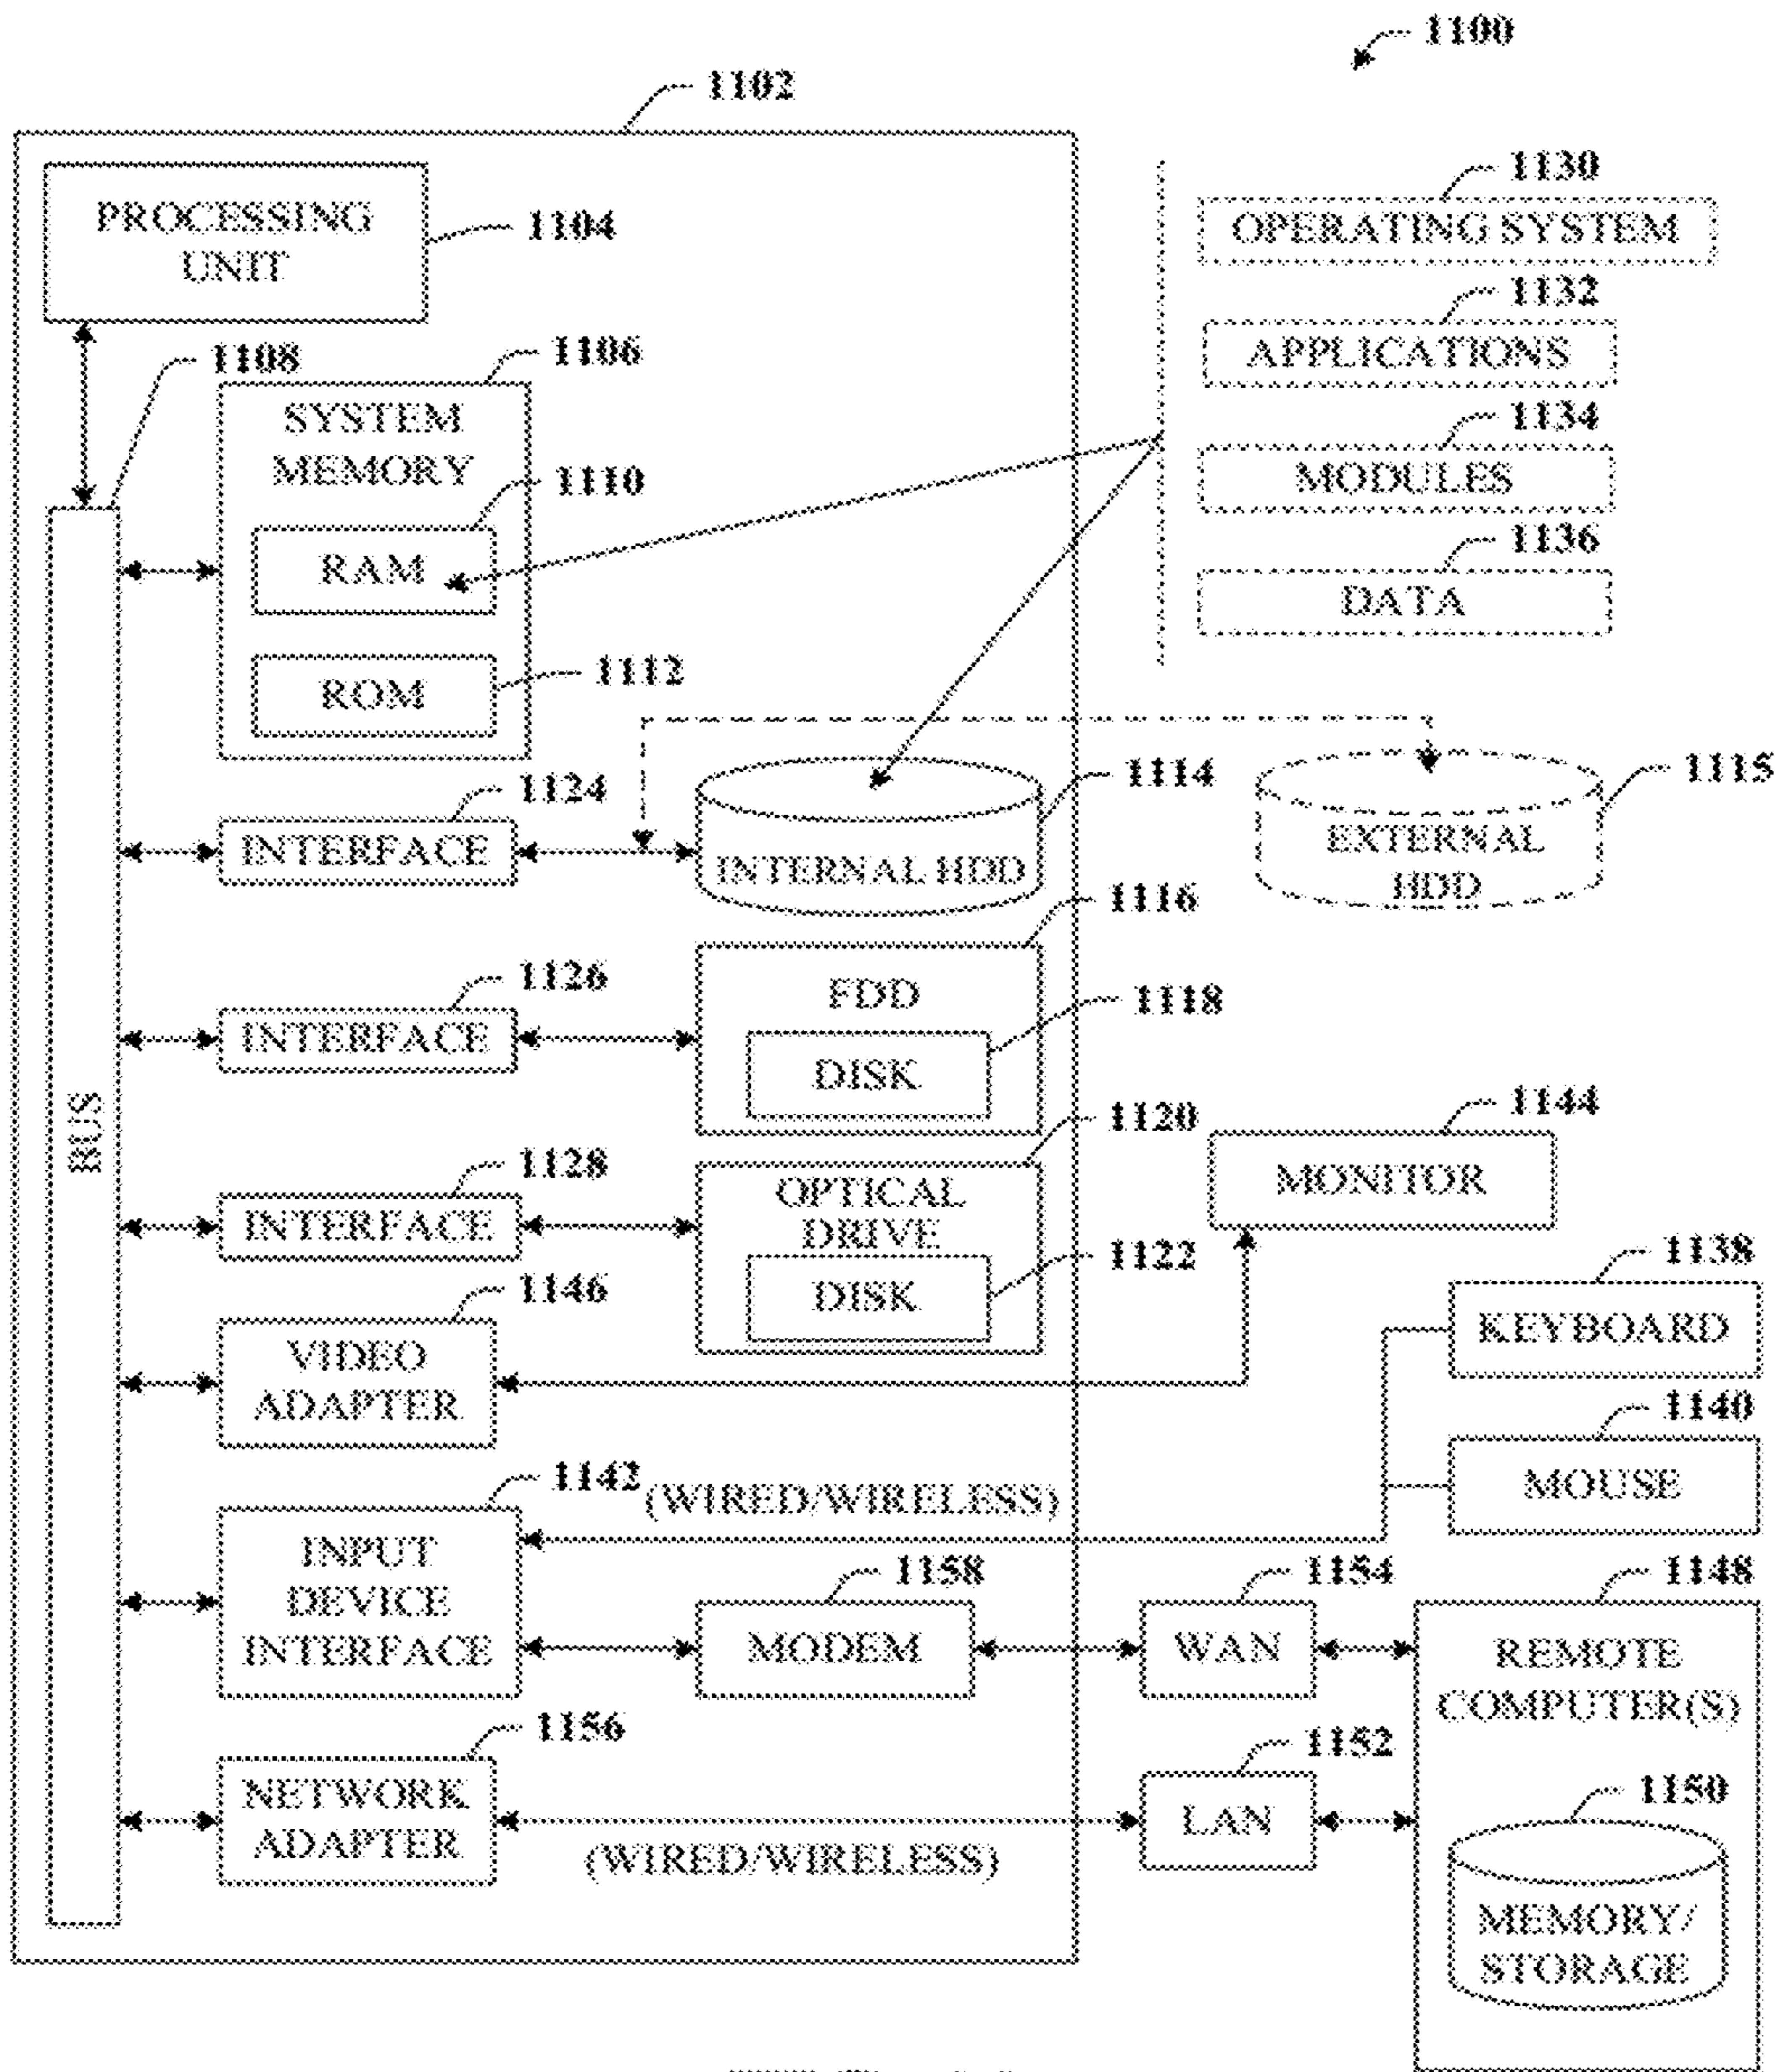 1100
1102
PROCESSING
UNIT
1104
1130
OPERATING SYSTEM
1132
APPLICATIONS
1134
MODULES
1136
DATA
1108
1106
SYSTEM
MEMORY
1110
RAM
1112
ROM
1124
INTERFACE
1114
INTERNAL HDD
1115
EXTERNAL
HDD
1126
INTERFACE
1116
FDD
1118
DISK
BUS
1128
INTERFACE
1120
OPTICAL
DRIVE
1122
DISK
1144
MONITOR
1146
VIDEO
ADAPTER
1138
KEYBOARD
1140
MOUSE
1142
(WIRED/WIRELESS)
INPUT
DEVICE
INTERFACE
1158
MODEM
1154
WAN
1148
REMOTE
COMPUTER(S)
1156
NETWORK
ADAPTER
(WIRED/WIRELESS)
1152
LAN
1150
MEMORY/
STORAGE